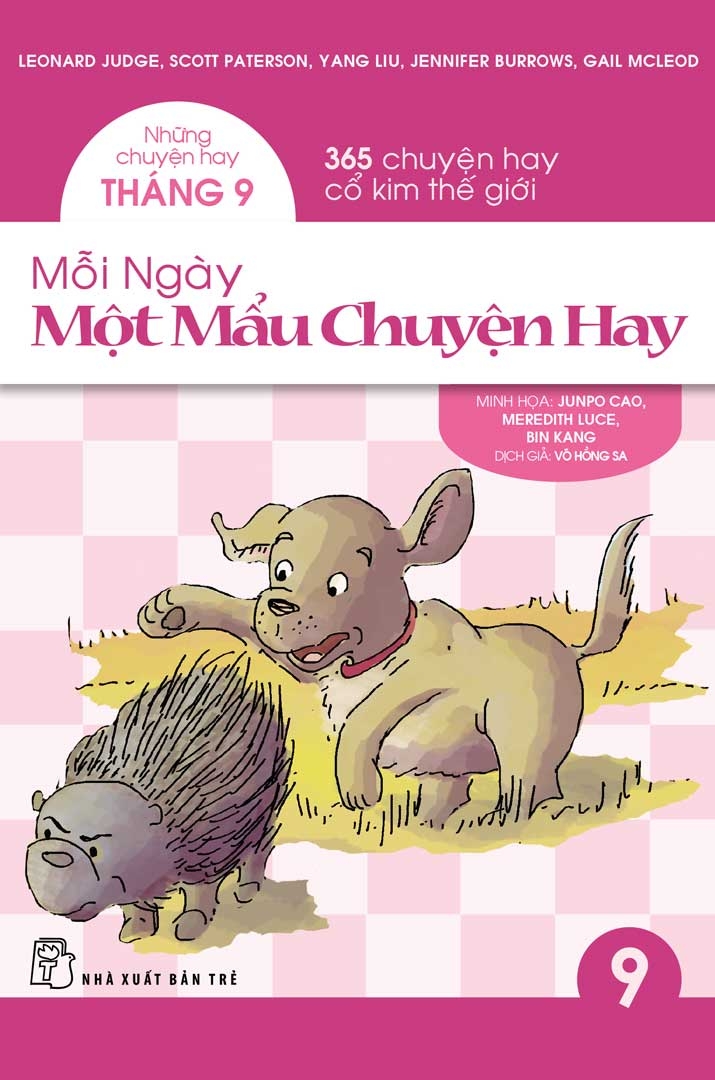 LEONARD JUDGE, SCOTT PATERSON, YANG LIU, JENNIFER BURROWS, GAIL MCLEOD
Những
chuyện hay
THÁNG 9
365 chuyện hay
cổ kim thế giới
Mỗi Ngày
Một Mẩu Chuyện Hay
MINH HỌA: JUNPO CAO,
MEREDITH LUCE,
BIN KANG
DỊCH GIẢ: VÕ HỒNG SA
T
NHÀ XUẤT BẢN TRẺ
9